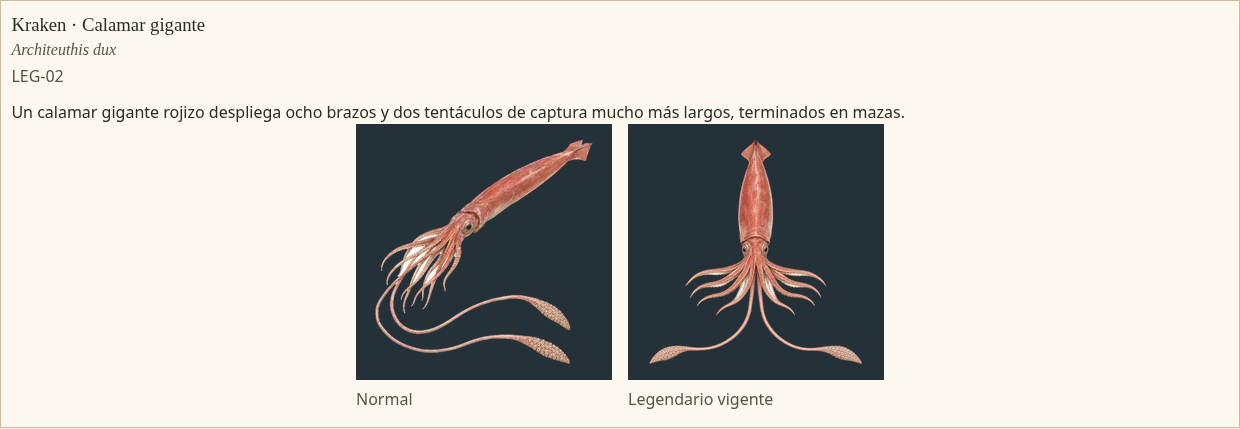 Kraken · Calamar gigante
Architeuthis dux
LEG-02
Un calamar gigante rojizo despliega ocho brazos y dos tentáculos de captura mucho más largos, terminados en mazas.
Normal
Legendario vigente